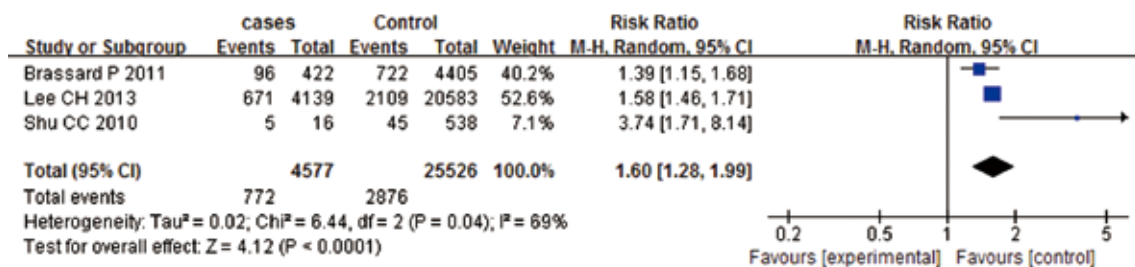 cases Control Risk Ratio Risk Ratio
Study or Subgroup Events Total Events Total Weight M-H, Random, 95% CI M-H, Random, 95% CI
Brassard P 2011 96 422 722 4405 40.2% 1.39 [1.15, 1.68]
Lee CH 2013 671 4139 2109 20583 52.6% 1.58 [1.46, 1.71]
Shu CC 2010 5 16 45 538 7.1% 3.74 [1.71, 8.14]
Total (95% CI) 4577 25526 100.0% 1.60 [1.28, 1.99]
Total events 772 2876
Heterogeneity: Tau² = 0.02; Chi² = 6.44, df = 2 (P = 0.04); I² = 69%
Test for overall effect: Z = 4.12 (P < 0.0001)
0.2 0.5 1 2 5
Favours [experimental] Favours [control]